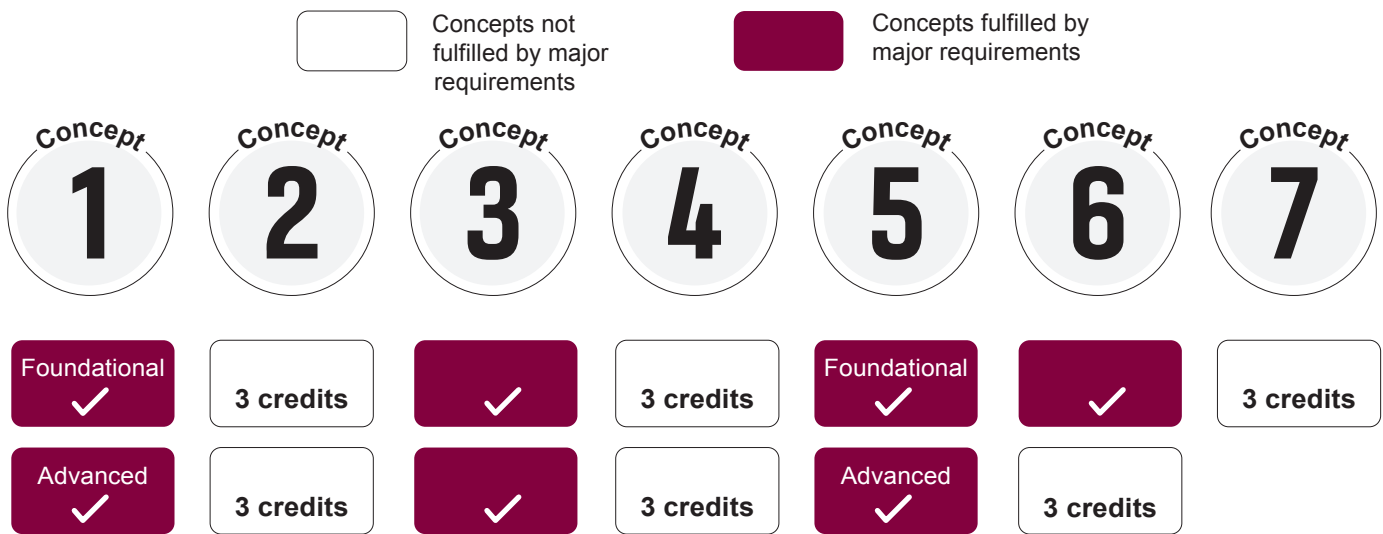 Concepts not
fulfilled by major
requirements
Concepts fulfilled by
major requirements
Concept
1
Concept
2
Concept
3
Concept
4
Concept
5
Concept
6
Concept
7
Foundational
3 credits
3 credits
Foundational
3 credits
Advanced
3 credits
3 credits
Advanced
3 credits